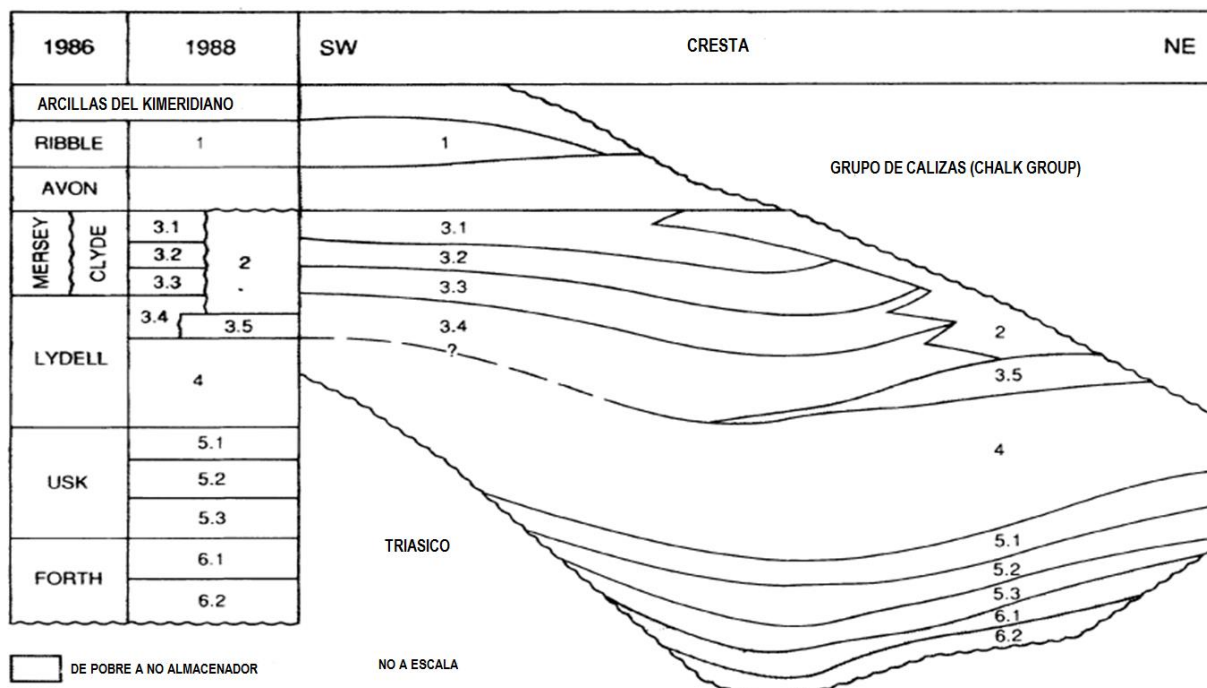 1986 1988 SW CRESTA NE
ARCILLAS DEL KIMERIDIANO
RIBBLE 1 1
GRUPO DE CALIZAS (CHALK GROUP)
AVON
MERSEY CLYDE
3.1 3.1
3.2 2 3.2
3.3 3.3
3.4 3.5 3.4 2
?
LYDELL
3.5
4 4
5.1
USK 5.2
5.3
TRIASICO
5.1
5.2
5.3
6.1
6.2
FORTH 6.1
6.2
DE POBRE A NO ALMACENADOR NO A ESCALA